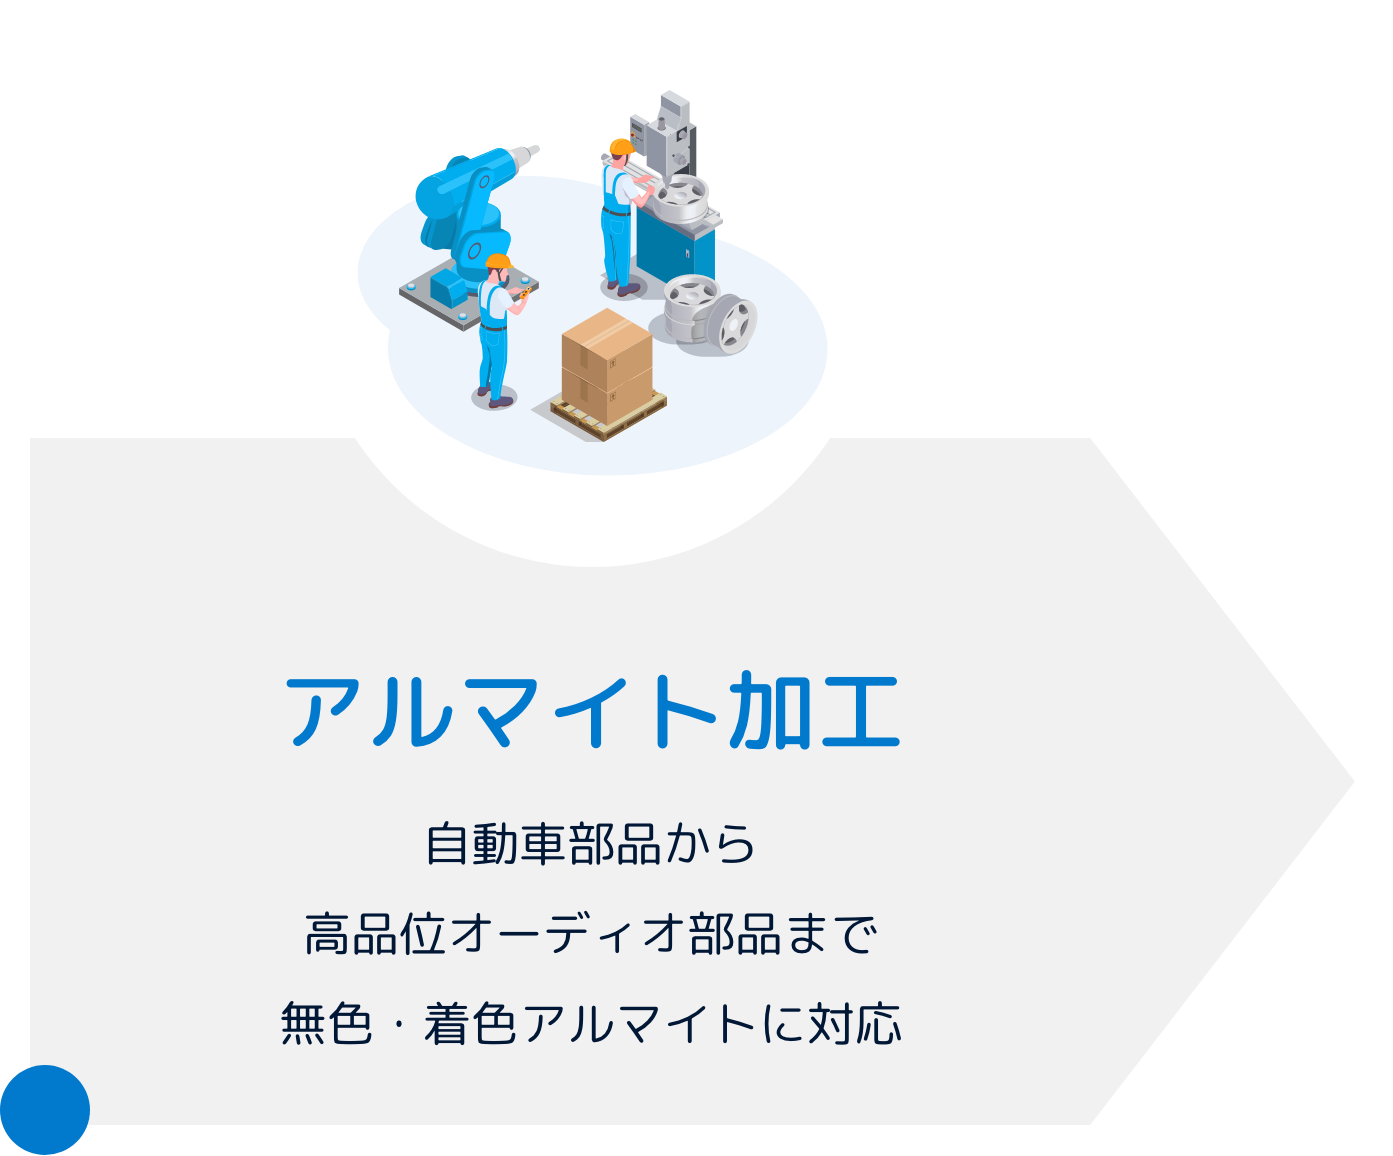 アルマイト加工
自動車部品から
高品位オーディオ部品まで
無色・着色アルマイトに対応